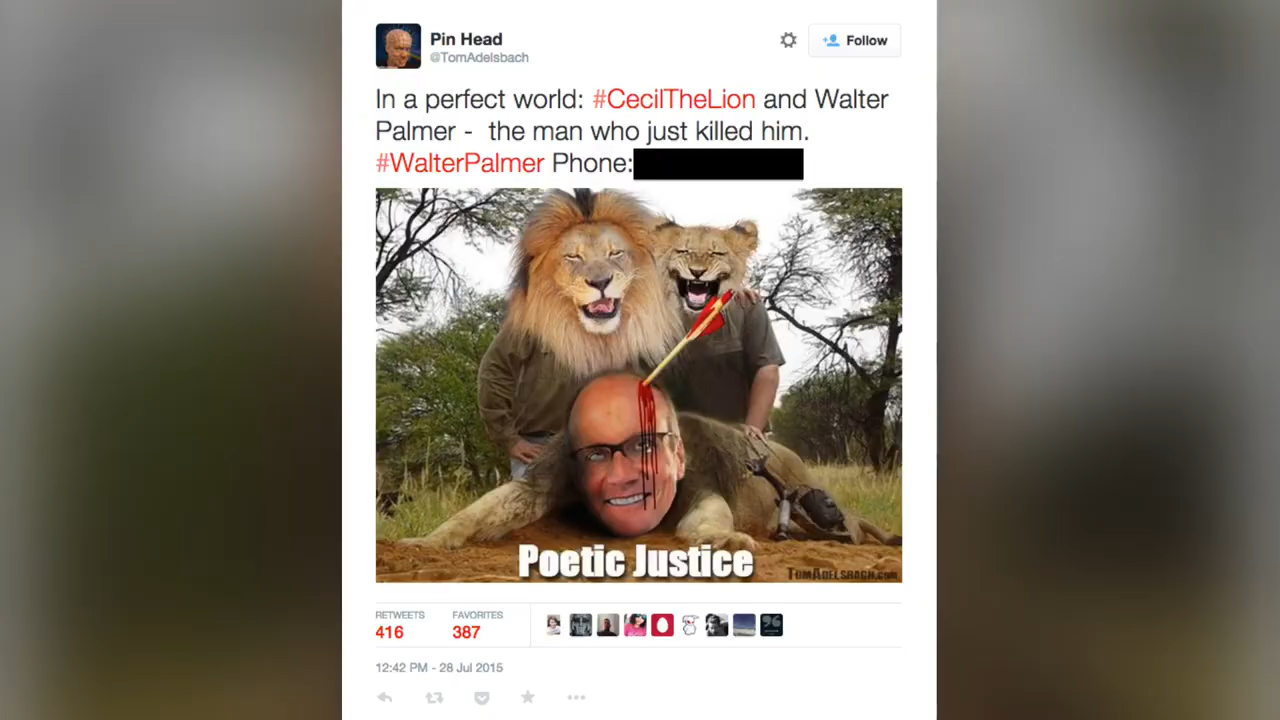 Pin Head
@TomAdelsbach
Follow
In a perfect world: #CecilTheLion and Walter
Palmer - the man who just killed him.
#WalterPalmer Phone:
Poetic Justice
TomAdelsbach.com
RETWEETS
FAVORITES
416
387
12:42 PM - 28 Jul 2015